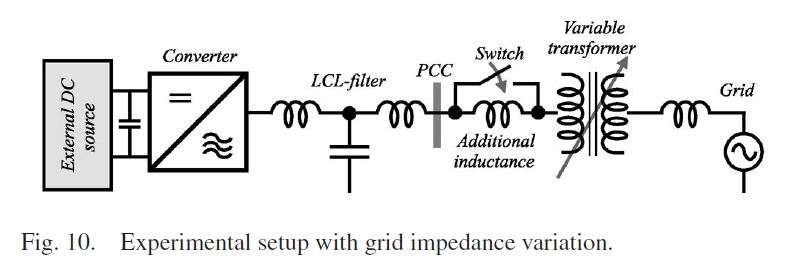 Variable
transformer
Switch
Converter
PCC
LCL-filter
Grid
External DC
source
Additional
inductance
Fig. 10. Experimental setup with grid impedance variation.